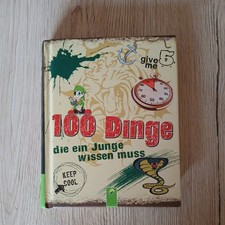 give
me
5
100 Dinge
die ein Junge
wissen muss
KEEP
COOL